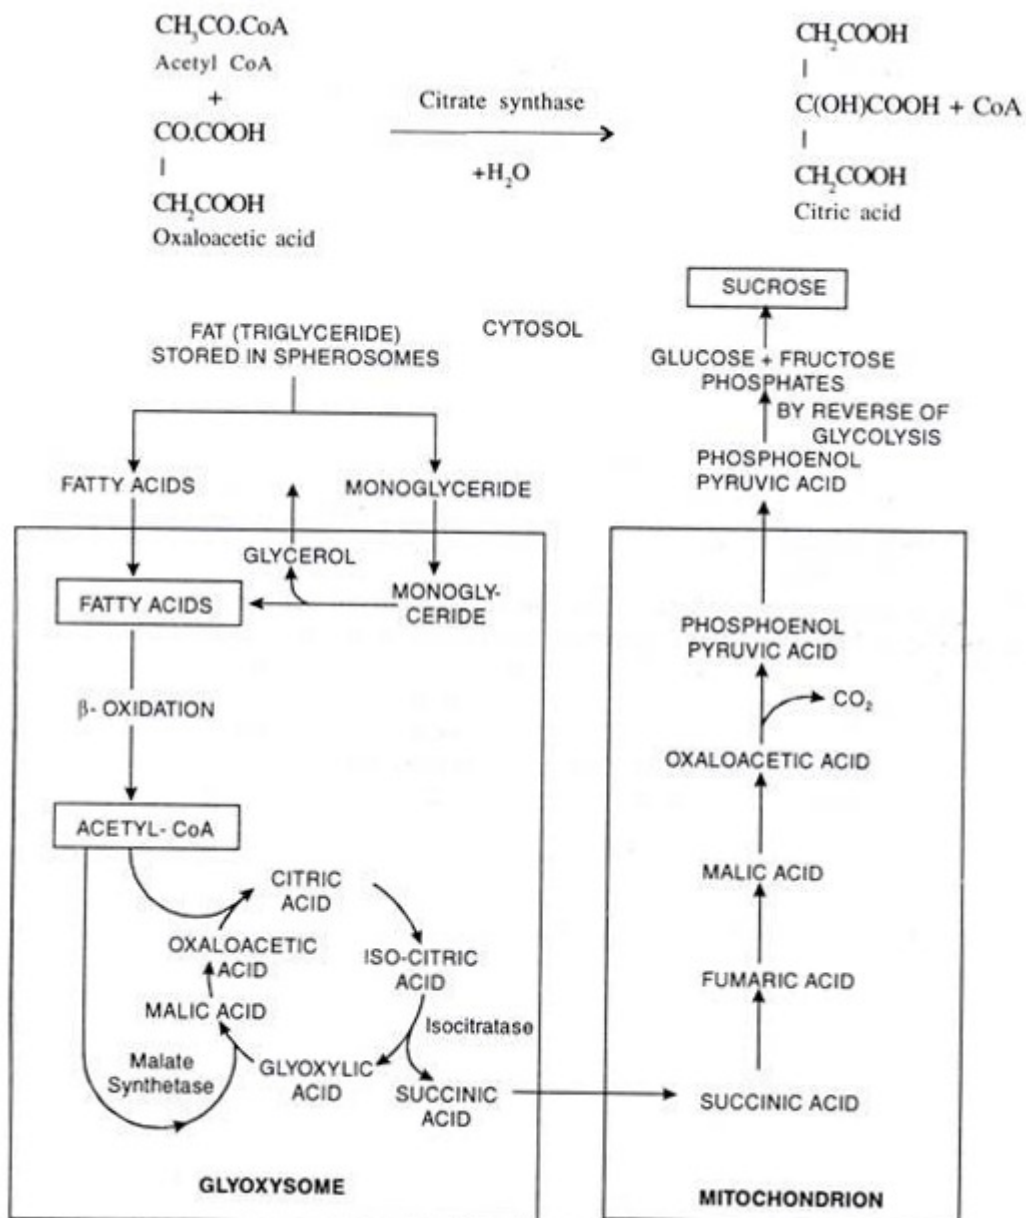 CH₃CO.CoA
Acetyl CoA
+
CO.COOH
|
CH₂COOH
Oxaloacetic acid
Citrate synthase
+H₂O
CH₂COOH
|
C(OH)COOH + CoA
|
CH₂COOH
Citric acid
FAT (TRIGLYCERIDE)
STORED IN SPHEROSOMES
CYTOSOL
FATTY ACIDS
MONOGLYCERIDE
GLYCEROL
FATTY ACIDS
MONOGLY-
CERIDE
β- OXIDATION
ACETYL- CoA
CITRIC
ACID
OXALOACETIC
ACID
ISO-CITRIC
ACID
MALIC ACID
Isocitratase
Malate
Synthetase
GLYOXYLIC
ACID
SUCCINIC
ACID
GLYOXYSOME
SUCROSE
GLUCOSE + FRUCTOSE
PHOSPHATES
BY REVERSE OF
GLYCOLYSIS
PHOSPHOENOL
PYRUVIC ACID
PHOSPHOENOL
PYRUVIC ACID
CO₂
OXALOACETIC ACID
MALIC ACID
FUMARIC ACID
SUCCINIC ACID
MITOCHONDRION